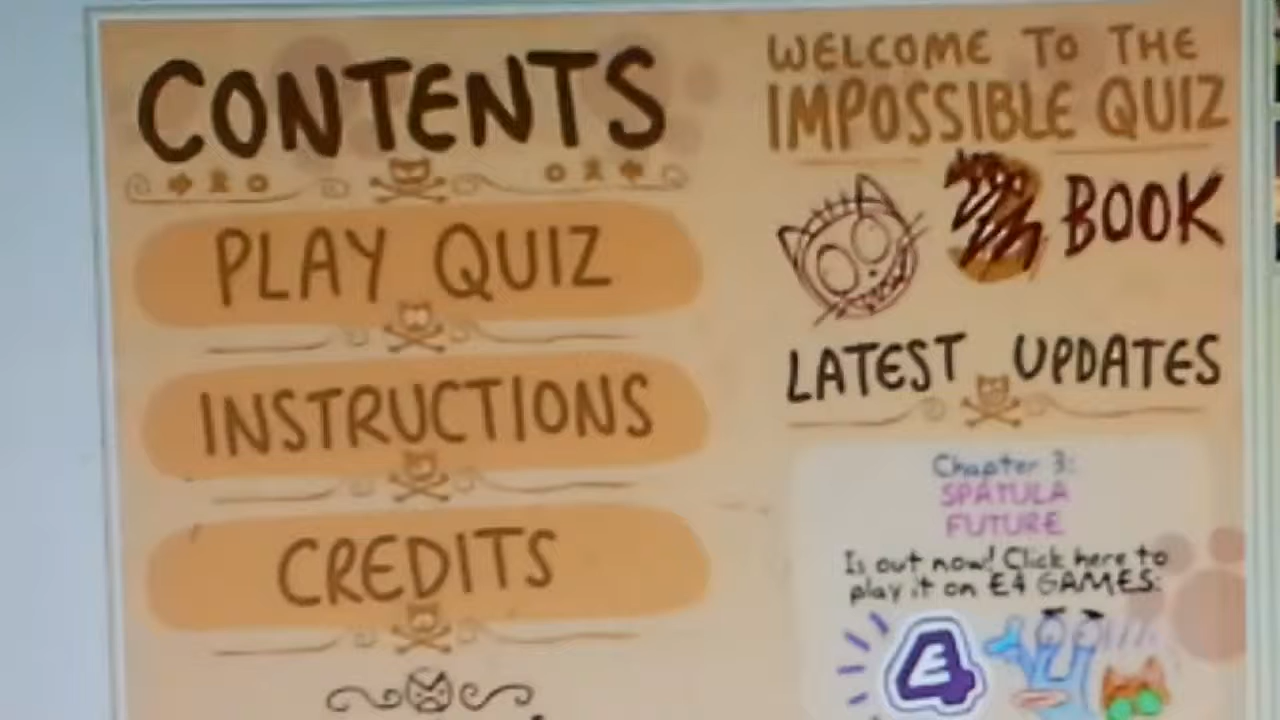 CONTENTS
PLAY QUIZ
INSTRUCTIONS
CREDITS
WELCOME TO THE
IMPOSSIBLE QUIZ
BOOK
LATEST UPDATES
Chapter 3:
SPATULA
FUTURE
Is out now! Click here to
play it on E4 GAMES:
E4